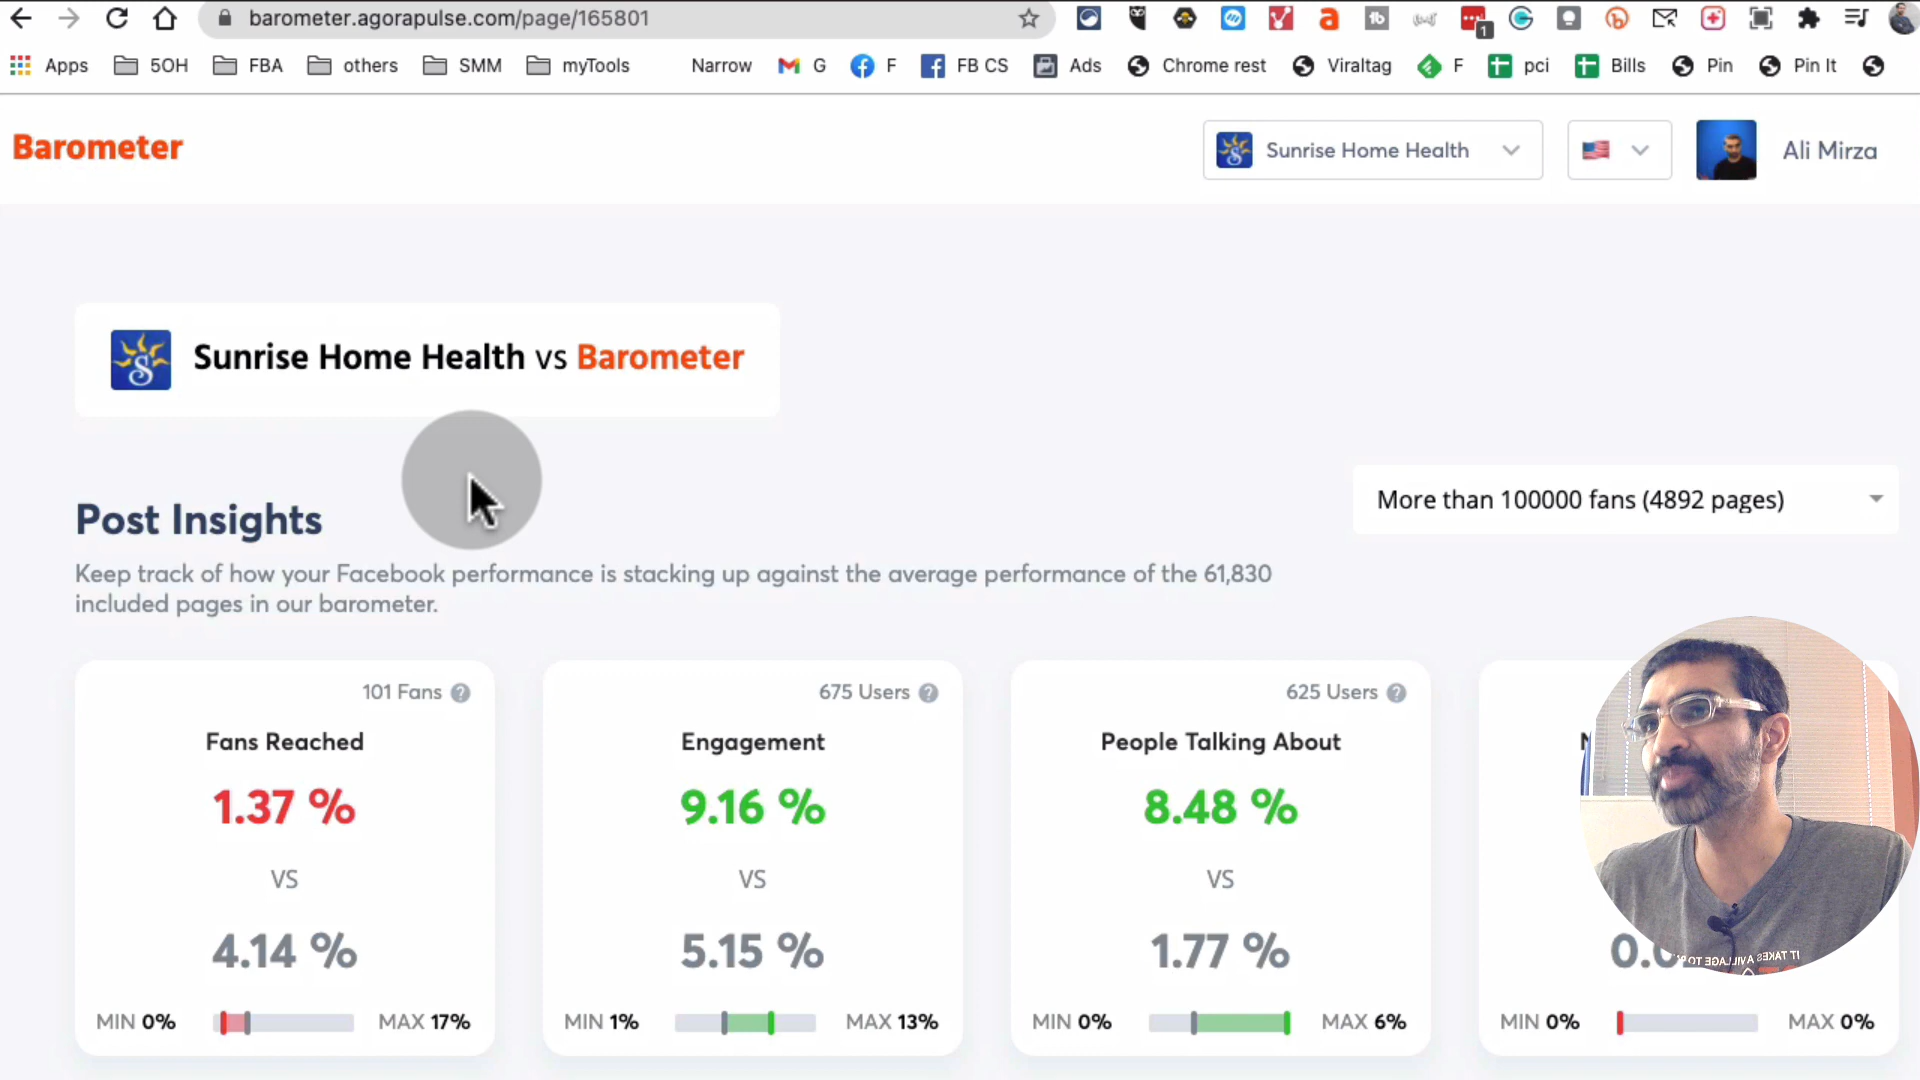 barometer.agorapulse.com/page/165801
1
Apps 5OH FBA others SMM myTools Narrow G F FB CS Ads Chrome rest Viraltag F pci Bills Pin Pin It
Barometer
Sunrise Home Health
Ali Mirza
Sunrise Home Health vs Barometer
Post Insights
More than 100000 fans (4892 pages)
Keep track of how your Facebook performance is stacking up against the average performance of the 61,830
included pages in our barometer.
101 Fans ?
Fans Reached
1.37 %
VS
4.14 %
MIN 0% MAX 17%
675 Users ?
Engagement
9.16 %
VS
5.15 %
MIN 1% MAX 13%
625 Users ?
People Talking About
8.48 %
VS
1.77 %
MIN 0% MAX 6%
MIN 0% MAX 0%
IT TAKES A VILLAGE TO